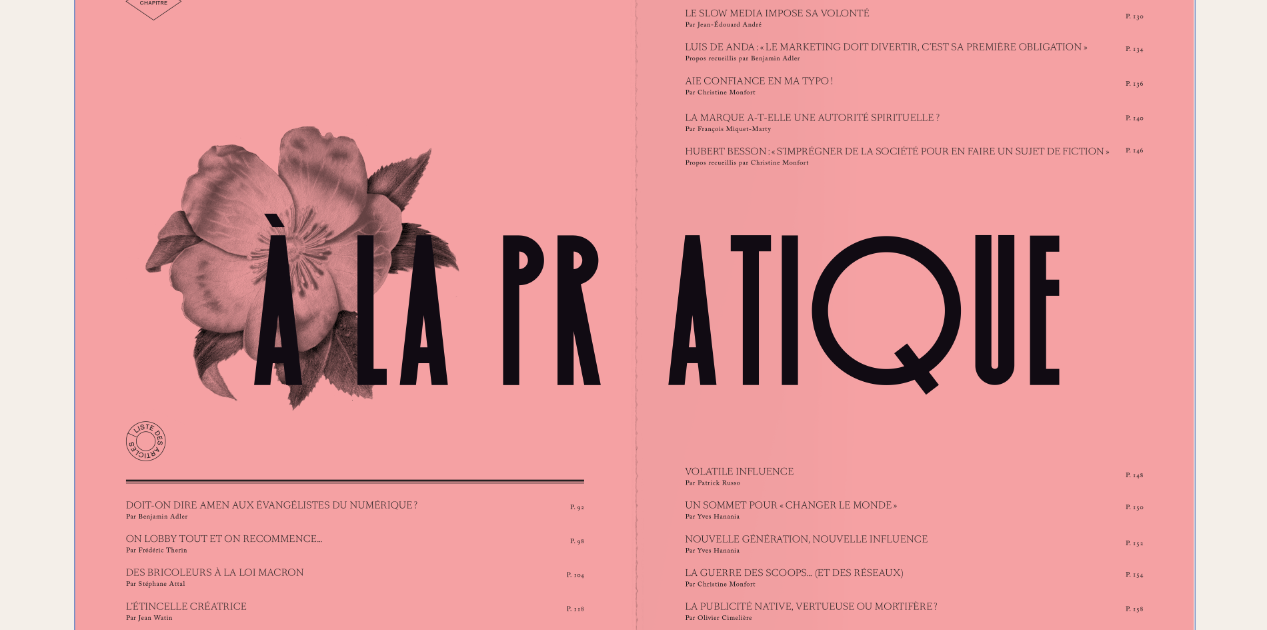 CHAPITRE
À LA PRATIQUE
LISTE DES ARTICLES
DOIT-ON DIRE AMEN AUX ÉVANGÉLISTES DU NUMÉRIQUE ? P. 92
Par Benjamin Adler
ON LOBBY TOUT ET ON RECOMMENCE... P. 98
Par Frédéric Therin
DES BRICOLEURS À LA LOI MACRON P. 104
Par Stéphane Attal
L'ÉTINCELLE CRÉATRICE
Par Jean Watin
LE SLOW MEDIA IMPOSE SA VOLONTÉ P. 130
Par Jean-Édouard André
LUIS DE ANDA : « LE MARKETING DOIT DIVERTIR, C'EST SA PREMIÈRE OBLIGATION » P. 134
Propos recueillis par Benjamin Adler
AIE CONFIANCE EN MA TYPO ! P. 136
Par Christine Monfort
LA MARQUE A-T-ELLE UNE AUTORITÉ SPIRITUELLE ? P. 140
Par François Miquet-Marty
HUBERT BESSON : « S'IMPRÉGNER DE LA SOCIÉTÉ POUR EN FAIRE UN SUJET DE FICTION » P. 146
Propos recueillis par Christine Monfort
VOLATILE INFLUENCE P. 148
Par Patrick Russo
UN SOMMET POUR « CHANGER LE MONDE » P. 150
Par Yves Hanania
NOUVELLE GÉNÉRATION, NOUVELLE INFLUENCE P. 152
Par Yves Hanania
LA GUERRE DES SCOOPS... (ET DES RÉSEAUX) P. 154
Par Christine Monfort
LA PUBLICITÉ NATIVE, VERTUEUSE OU MORTIFÈRE ? P. 158
Par Olivier Cimelière